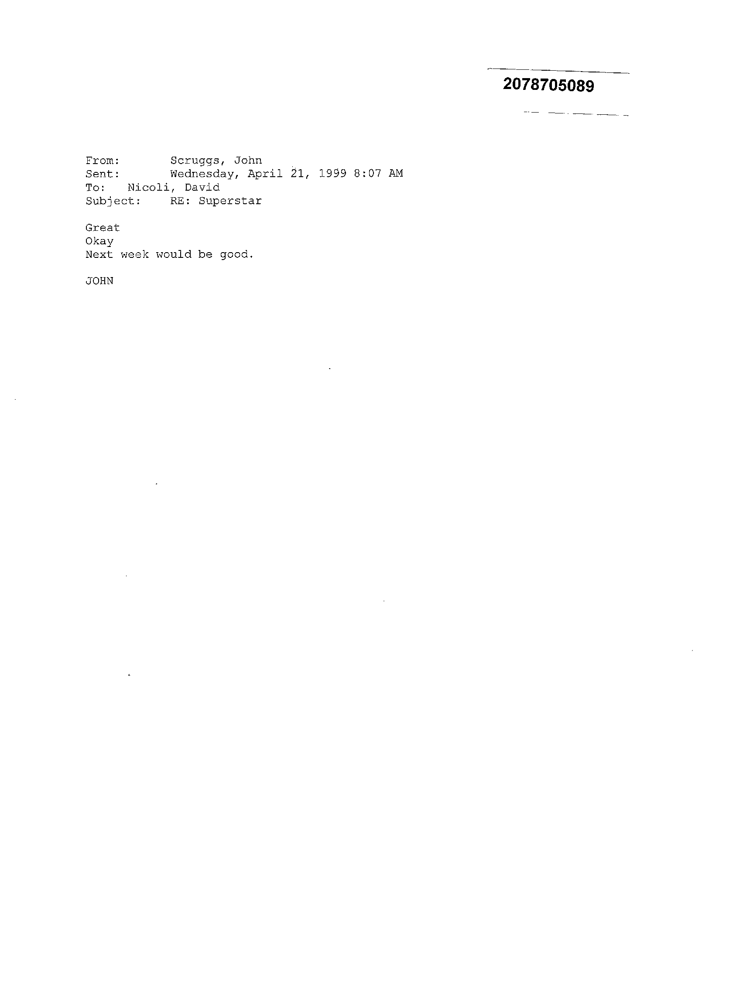 2078705089
From: Scruggs, John
Sent: Wednesday, April 21, 1999 8:07 AM
To: Nicoli, David
Subject: RE: Superstar
Great
Okay
Next week would be good.
JOHN